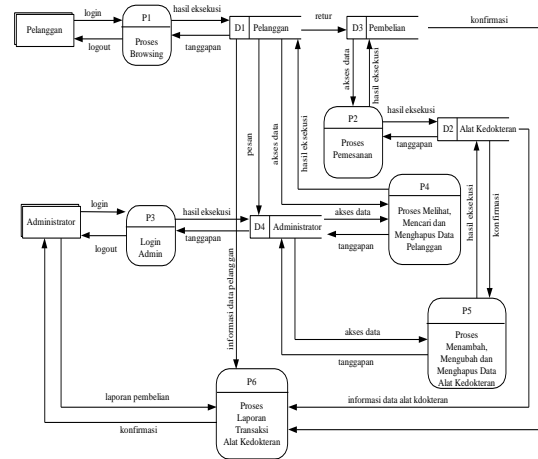 login
P1
hasil eksekusi
D1
Pelanggan
retur
D3
Pembelian
konfirmasi
Pelanggan
logout
Proses
Browsing
tanggapan
akses data
hasil eksekusi
P2
Proses
Pemesanan
hasil eksekusi
D2
Alat Kedokteran
tanggapan
pesan
akses data
hasil eksekusi
P4
Proses Melihat,
Mencari dan
Menghapus Data
Pelanggan
login
Administrator
logout
P3
Login
Admin
hasil eksekusi
tanggapan
D4
Administrator
akses data
tanggapan
hasil eksekusi
konfirmasi
informasi data pelanggan
akses data
tanggapan
P5
Proses
Menambah,
Mengubah dan
Menghapus Data
Alat Kedokteran
laporan pembelian
konfirmasi
P6
Proses
Laporan
Transaksi
Alat Kedokteran
informasi data alat kdokteran